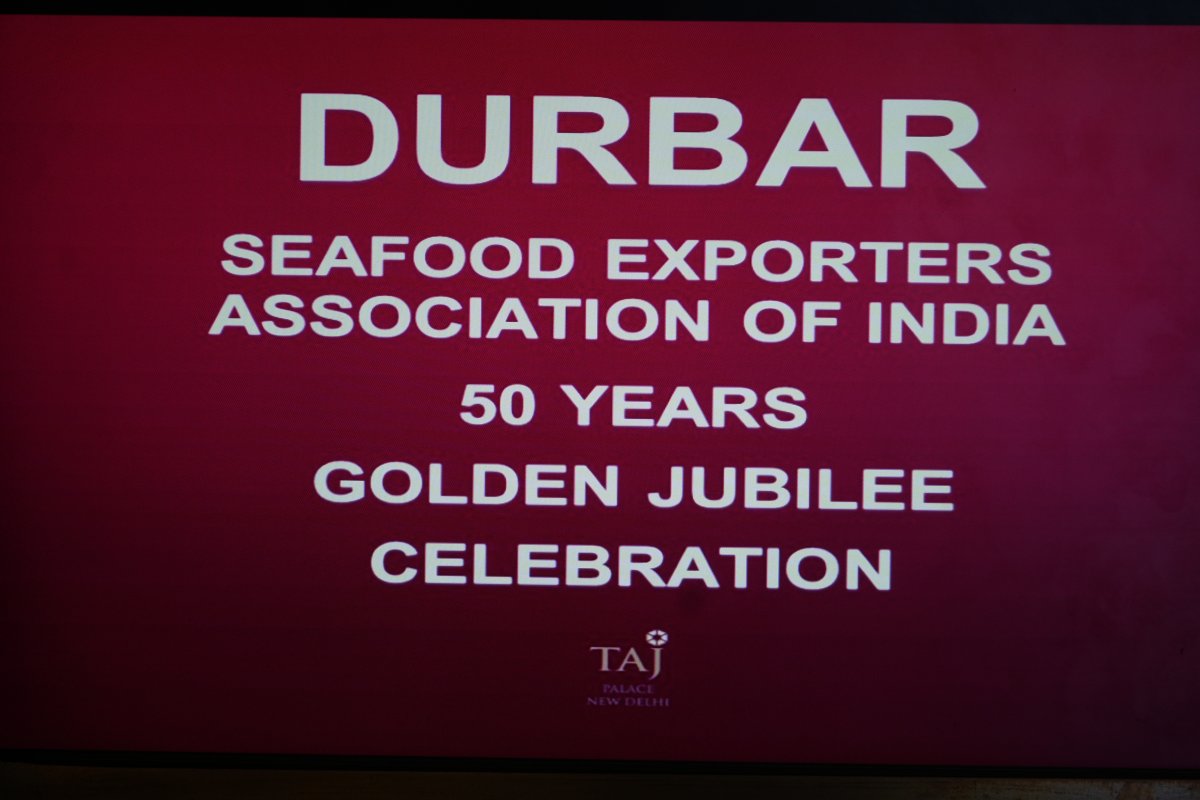 DURBAR
SEAFOOD EXPORTERS
ASSOCIATION OF INDIA
50 YEARS
GOLDEN JUBILEE
CELEBRATION
TAJ
PALACE
NEW DELHI